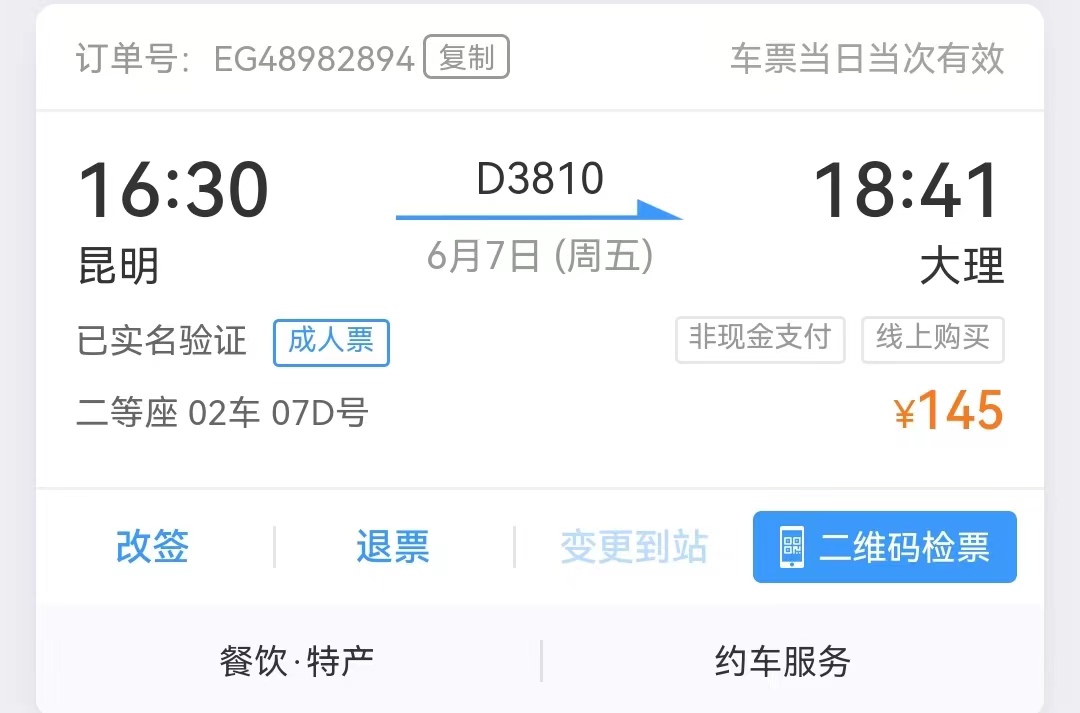 订单号: EG48982894 复制 车票当日当次有效
16:30 D3810 18:41
昆明 6月7日 (周五) 大理
已实名验证 成人票 非现金支付 线上购买
二等座 02车 07D号 ¥145
改签 退票 变更到站 二维码检票
餐饮·特产 约车服务